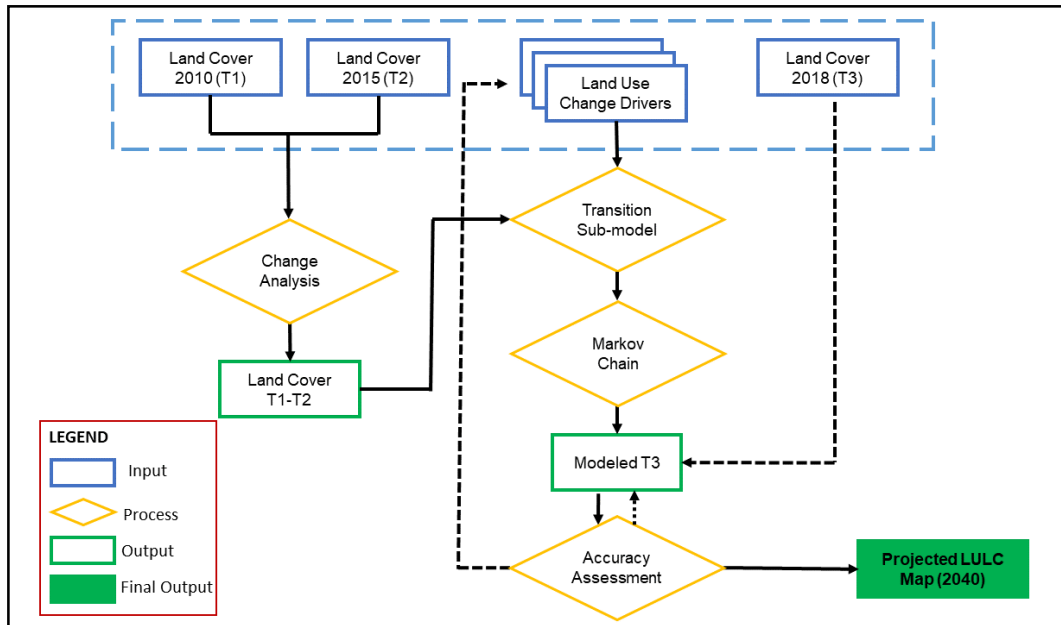 Land Cover
2010 (T1)
Land Cover
2015 (T2)
Land Use
Change Drivers
Land Cover
2018 (T3)
Transition
Sub-model
Change
Analysis
Markov
Chain
Land Cover
T1-T2
Modeled T3
Accuracy
Assessment
Projected LULC
Map (2040)
LEGEND
Input
Process
Output
Final Output